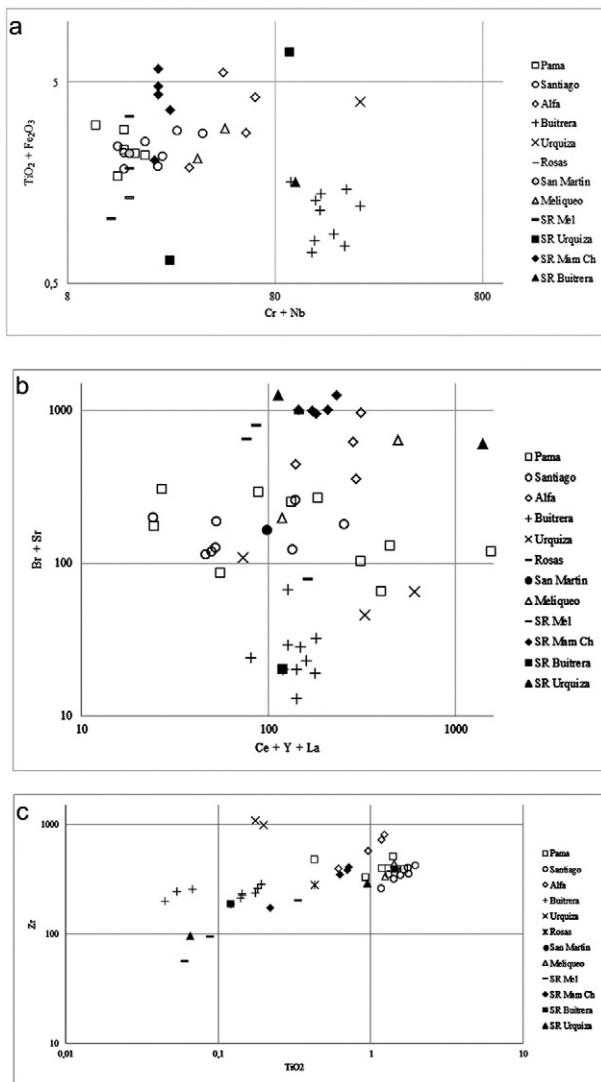 a
5
0,5
TiO2 + Fe2O3
8
80
800
Cr + Nb
Pama
Santiago
Alfa
Buitrera
Urquiza
Rosas
San Martin
Meliqueo
SR Mel
SR Urquiza
SR Mam Ch
SR Buitrera
b
1000
100
10
Br + Sr
10
100
1000
Ce + Y + La
Pama
Santiago
Alfa
Buitrera
Urquiza
Rosas
San Martin
Meliqueo
SR Mel
SR Mam Ch
SR Buitrera
SR Urquiza
c
1000
100
10
Zr
0,01
0,1
1
10
TiO2
Pama
Santiago
Alfa
Buitrera
Urquiza
Rosas
San Martin
Meliqueo
SR Mel
SR Mam Ch
SR Buitrera
SR Urquiza